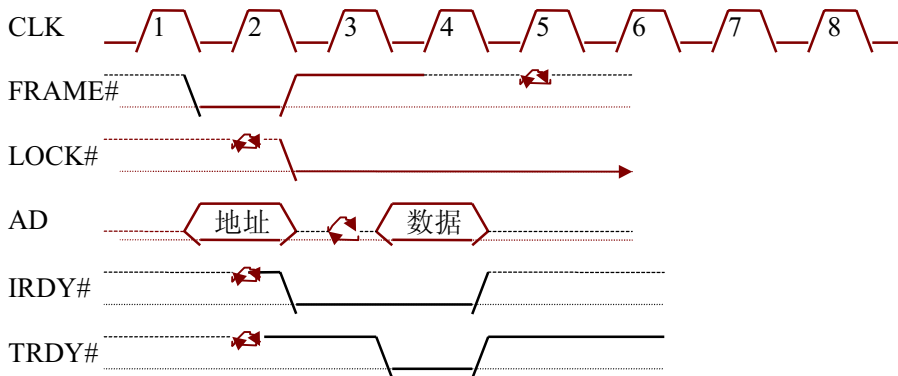 CLK 1 2 3 4 5 6 7 8
FRAME#
LOCK#
AD 地址 数据
IRDY#
TRDY#